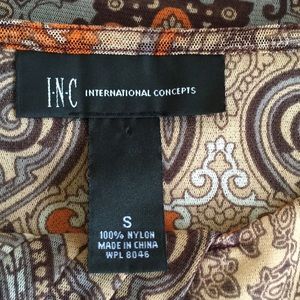 I·N·C INTERNATIONAL CONCEPTS
S
100% NYLON
MADE IN CHINA
WPL 8046